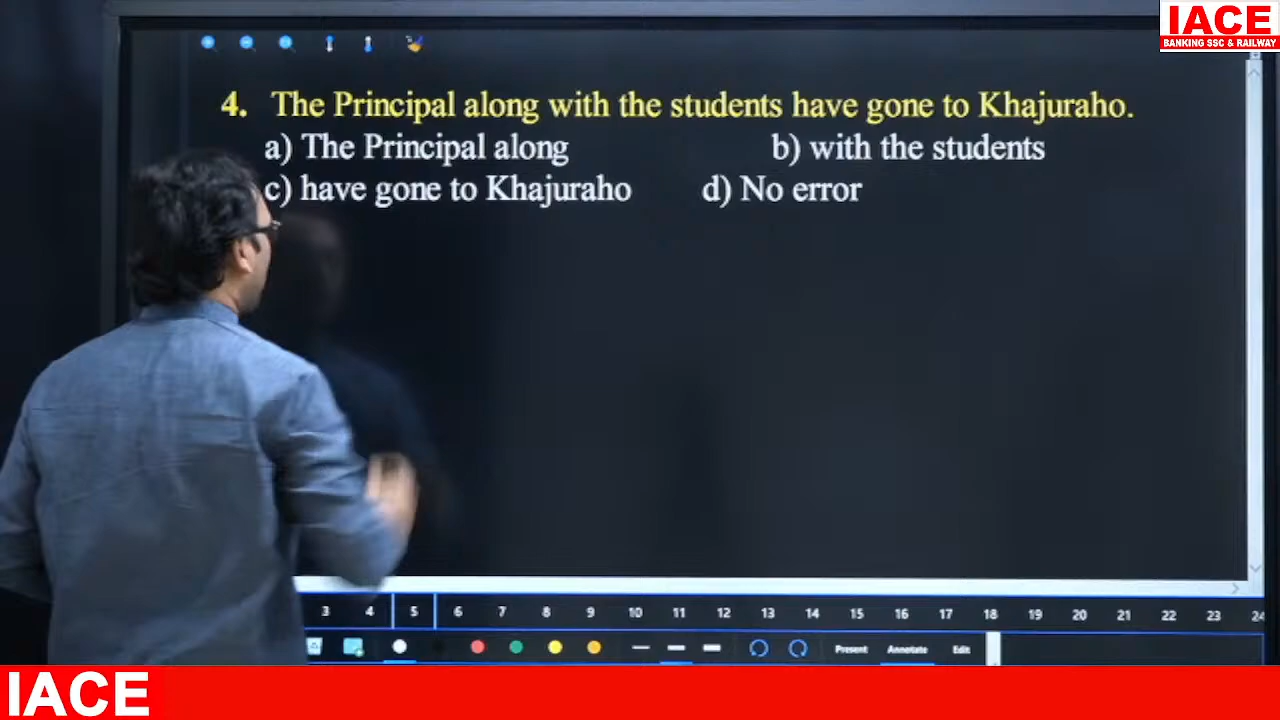 IACE
BANKING SSC & RAILWAY
4. The Principal along with the students have gone to Khajuraho.
a) The Principal along b) with the students
c) have gone to Khajuraho d) No error
3 4 5 6 7 8 9 10 11 12 13 14 15 16 17 18 19 20 21 22 23 24
Present Annotate Edit
IACE